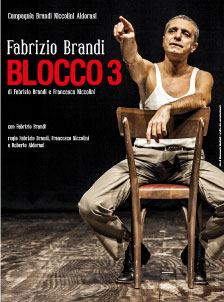 Compagnia Brandi Niccolini Aldorasi
Fabrizio Brandi
BLOCCO 3
di Fabrizio Brandi e Francesco Niccolini
con Fabrizio Brandi
regia Fabrizio Brandi, Francesco Niccolini
e Roberto Aldorasi